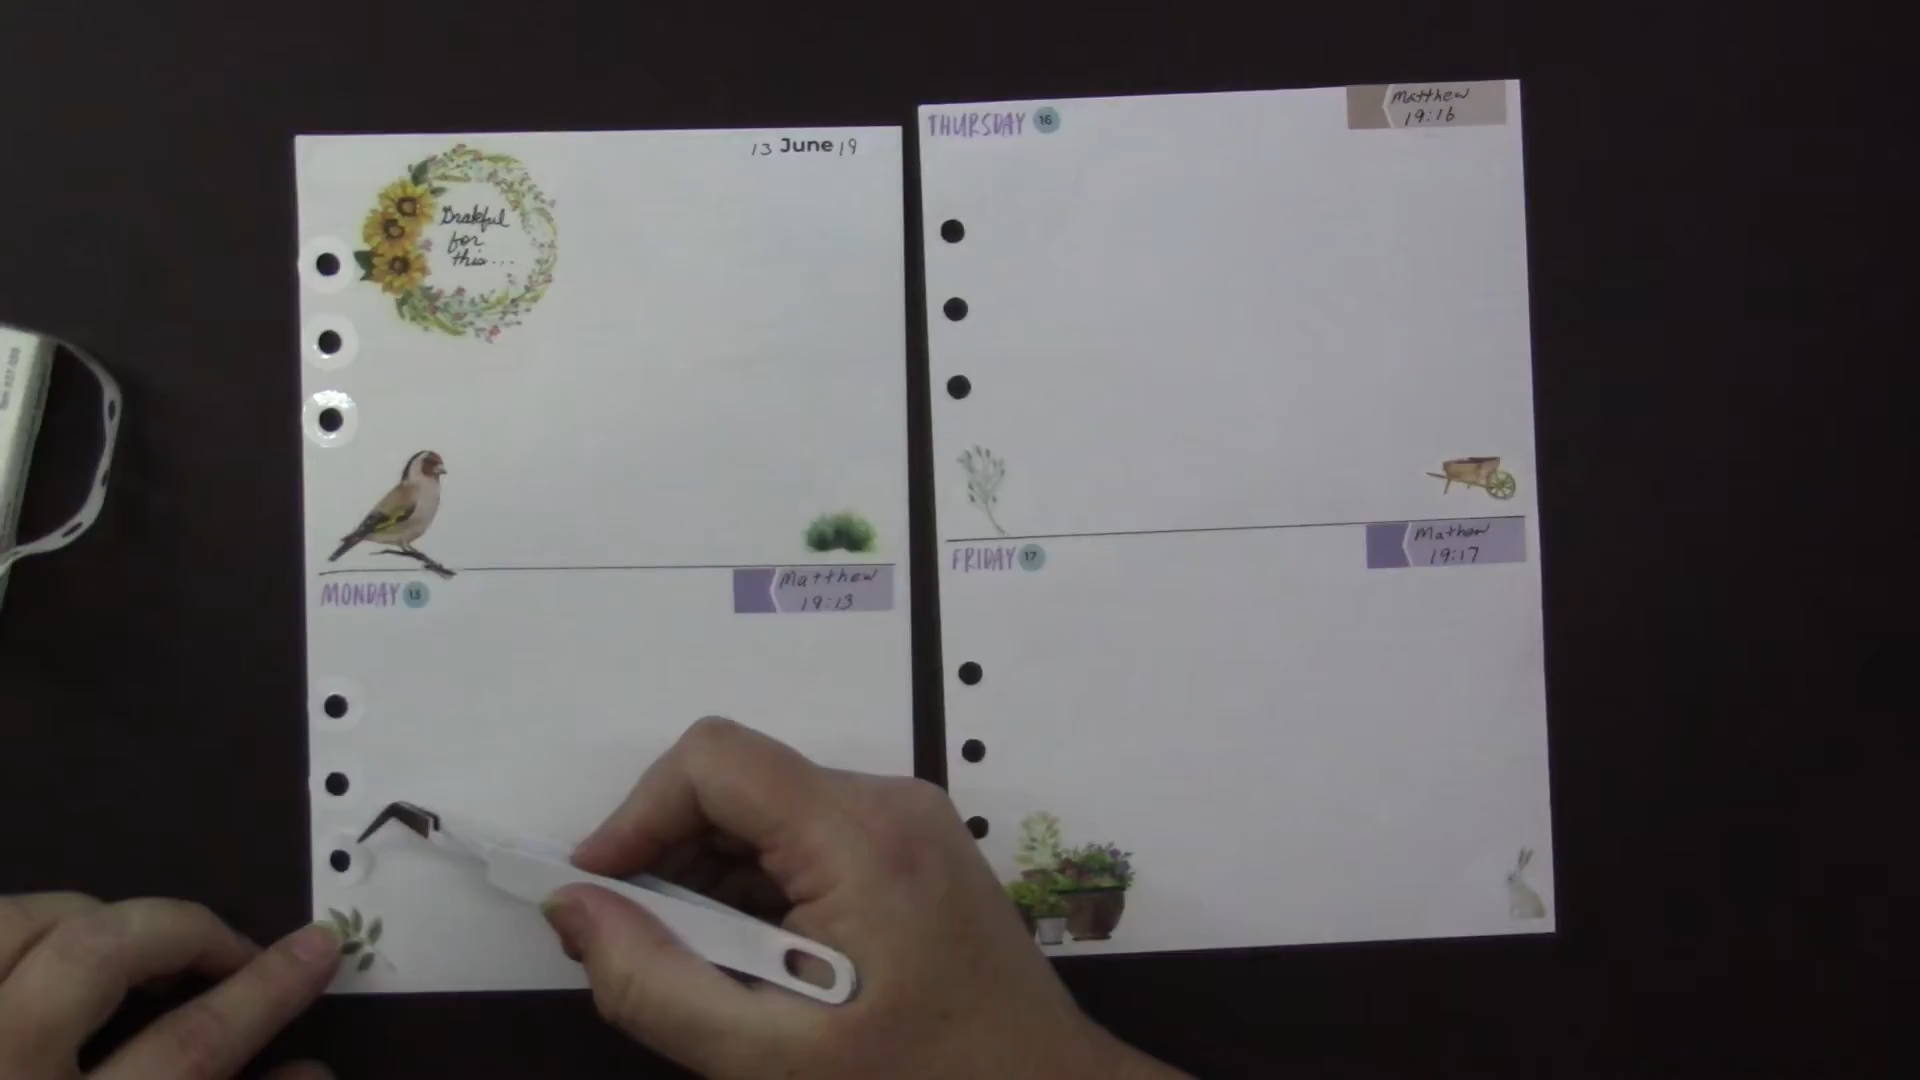 13 June 19
Grateful
for
this...
MONDAY 13
Matthew
19:13
THURSDAY 16
Matthew
19:16
FRIDAY 17
Mathew
19:17